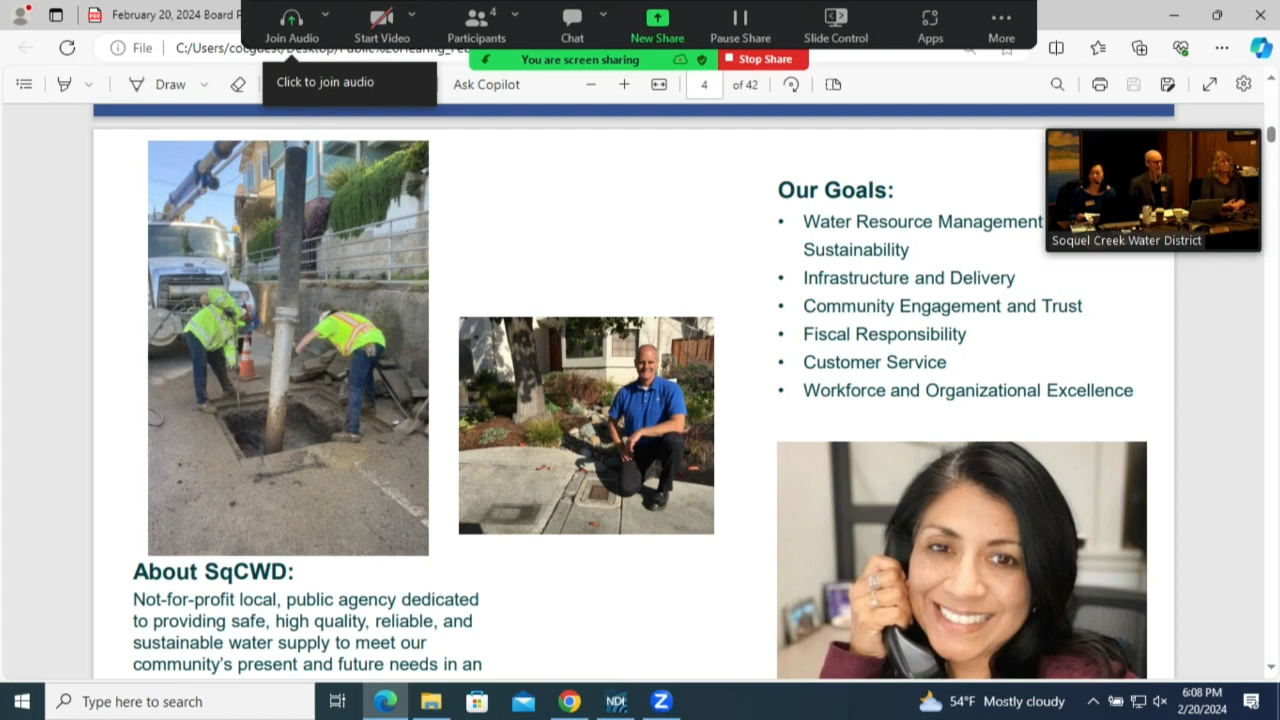 February 20, 2024 Board P
Join Audio
Start Video
4
Participants
Chat
New Share
Pause Share
Slide Control
Apps
More
File
You are screen sharing
Stop Share
Click to join audio
Draw
Ask Copilot
4
of 42
Our Goals:
• Water Resource Management
Sustainability
• Infrastructure and Delivery
• Community Engagement and Trust
• Fiscal Responsibility
• Customer Service
• Workforce and Organizational Excellence
Soquel Creek Water District
About SqCWD:
Not-for-profit local, public agency dedicated
to providing safe, high quality, reliable, and
sustainable water supply to meet our
community's present and future needs in an
Type here to search
NDI
54°F Mostly cloudy
6:08 PM
2/20/2024